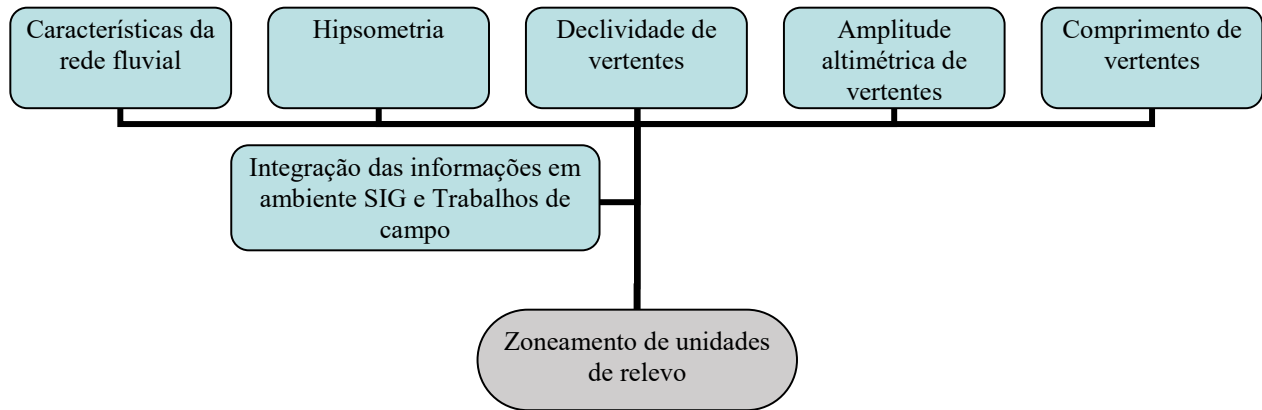 Características da
rede fluvial
Hipsometria
Declividade de
vertentes
Amplitude
altimétrica de
vertentes
Comprimento de
vertentes
Integração das informações em
ambiente SIG e Trabalhos de
campo
Zoneamento de unidades
de relevo